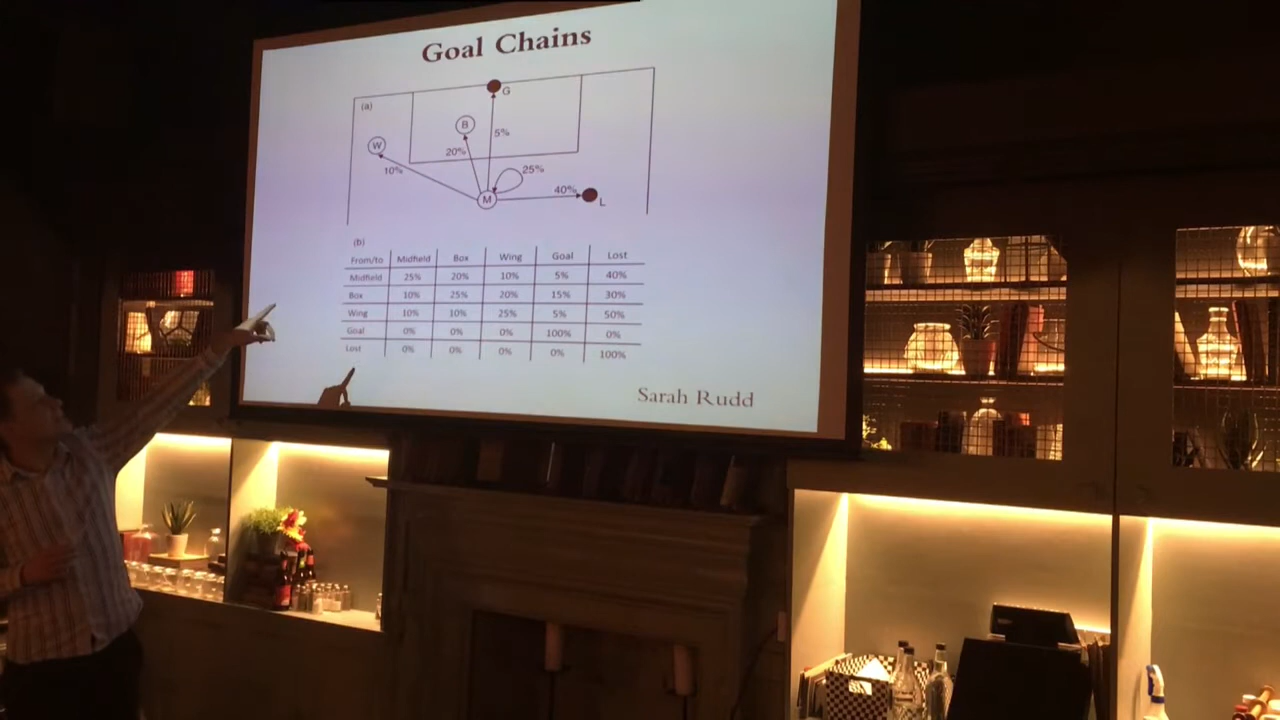 Goal Chains
(a)
G
B
W
5%
20%
10%
25%
40%
M
L
(b)
From/to Midfield Box Wing Goal Lost
Midfield 25% 20% 10% 5% 40%
Box 10% 25% 20% 15% 30%
Wing 10% 10% 25% 5% 50%
Goal 0% 0% 0% 100% 0%
Lost 0% 0% 0% 0% 100%
Sarah Rudd